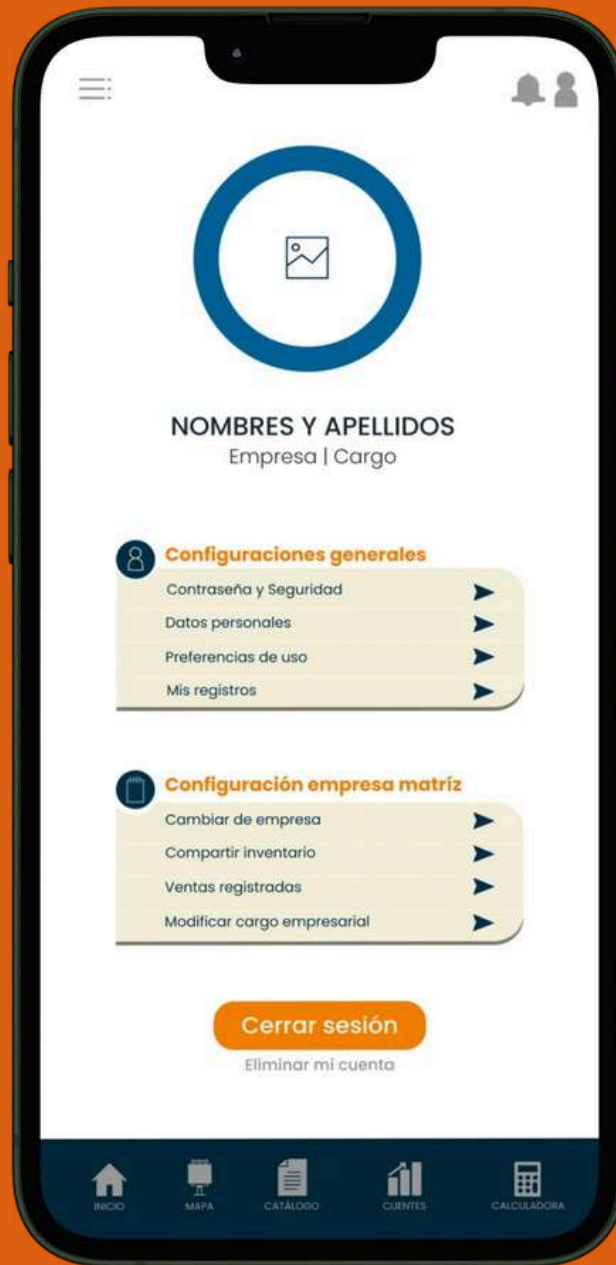 NOMBRES Y APELLIDOS
Empresa | Cargo
Configuraciones generales
Contraseña y Seguridad
Datos personales
Preferencias de uso
Mis registros
Configuración empresa matríz
Cambiar de empresa
Compartir inventario
Ventas registradas
Modificar cargo empresarial
Cerrar sesión
Eliminar mi cuenta
INICIO
MAPA
CATÁLOGO
CLIENTES
CALCULADORA